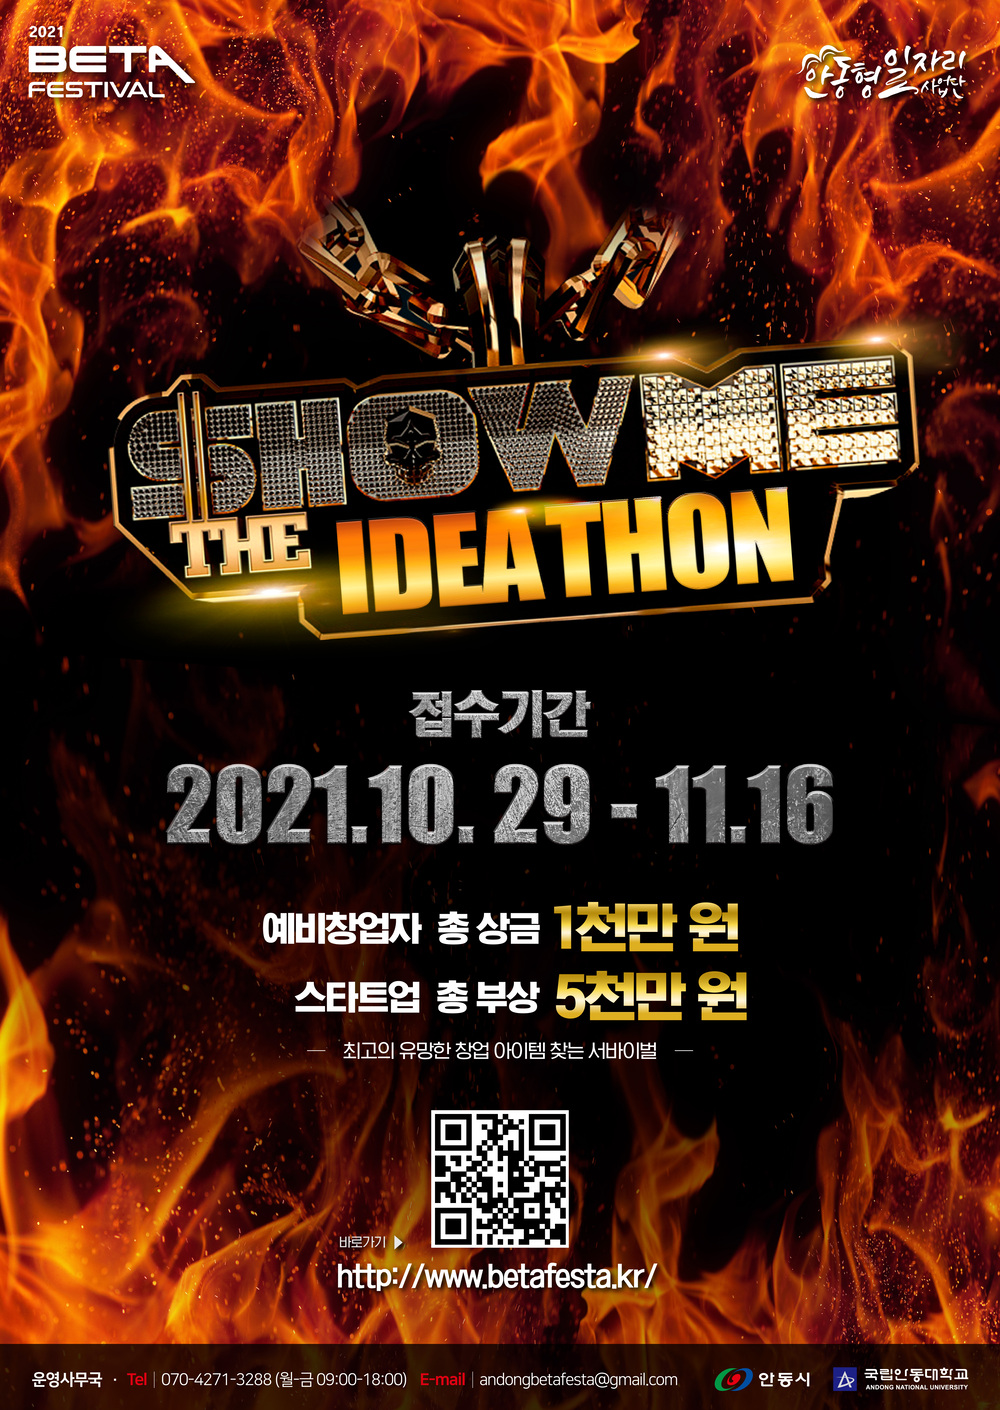 2021
BETA
FESTIVAL
안동형일자리
사업단
SHOW ME
THE IDEATHON
접수기간
2021.10. 29 - 11.16
예비창업자 총 상금 1천만 원
스타트업 총 부상 5천만 원
최고의 유망한 창업 아이템 찾는 서바이벌
바로가기
http://www.betafesta.kr/
운영사무국 · Tel | 070-4271-3288 (월-금 09:00-18:00) E-mail | andongbetafesta@gmail.com
안동시
국립안동대학교
ANDONG NATIONAL UNIVERSITY